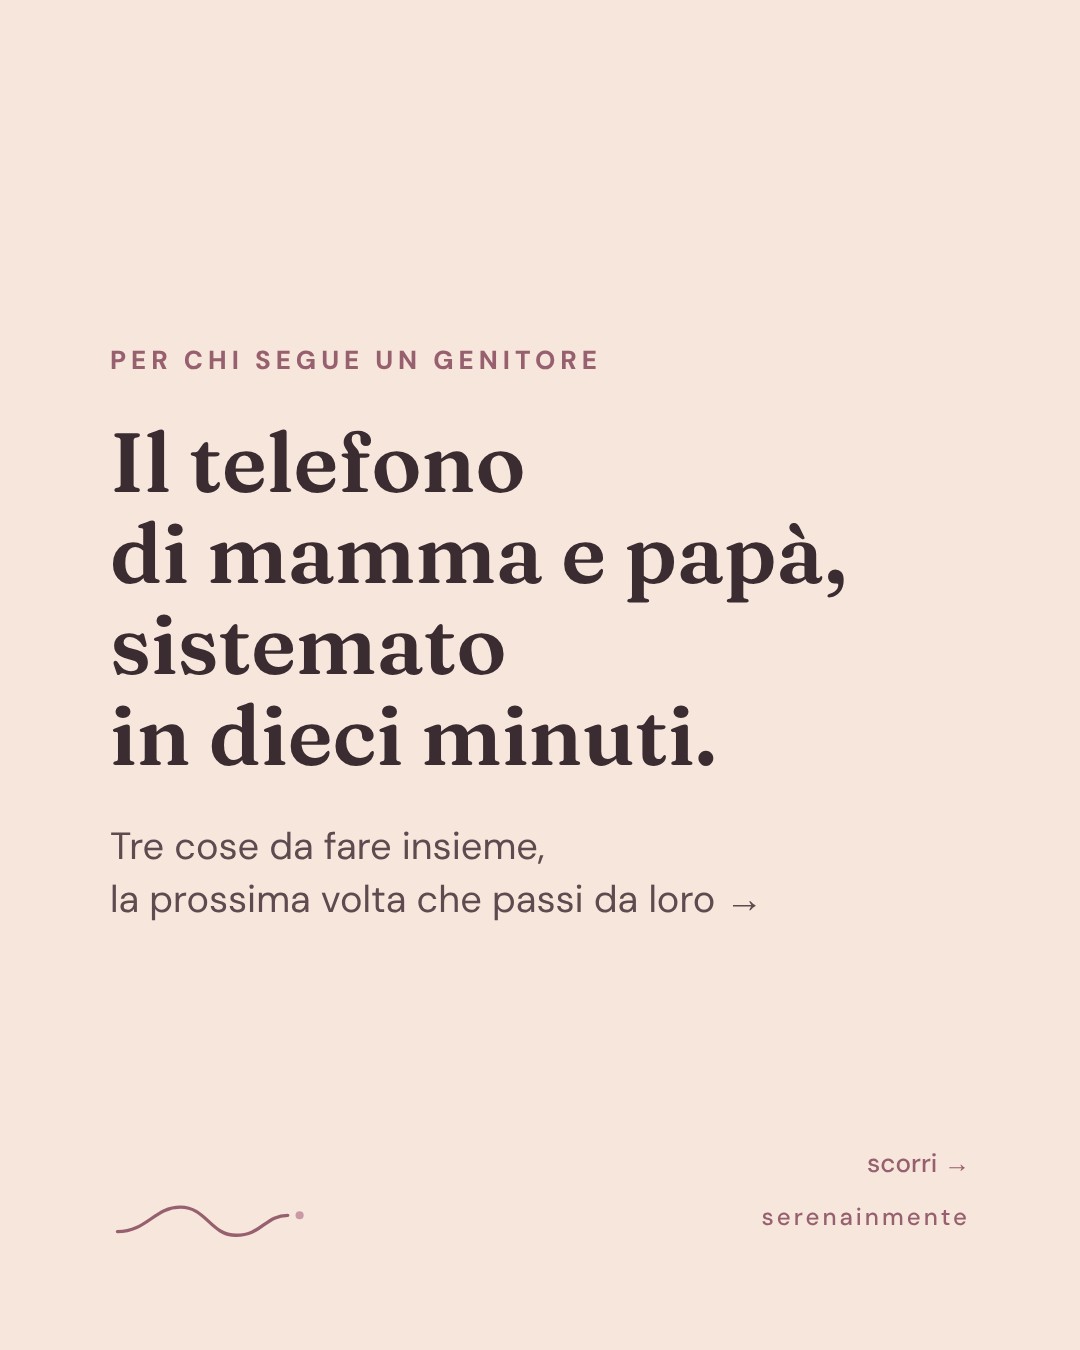 PER CHI SEGUE UN GENITORE
Il telefono
di mamma e papà,
sistemato
in dieci minuti.
Tre cose da fare insieme,
la prossima volta che passi da loro →
scorri →
serenainmente